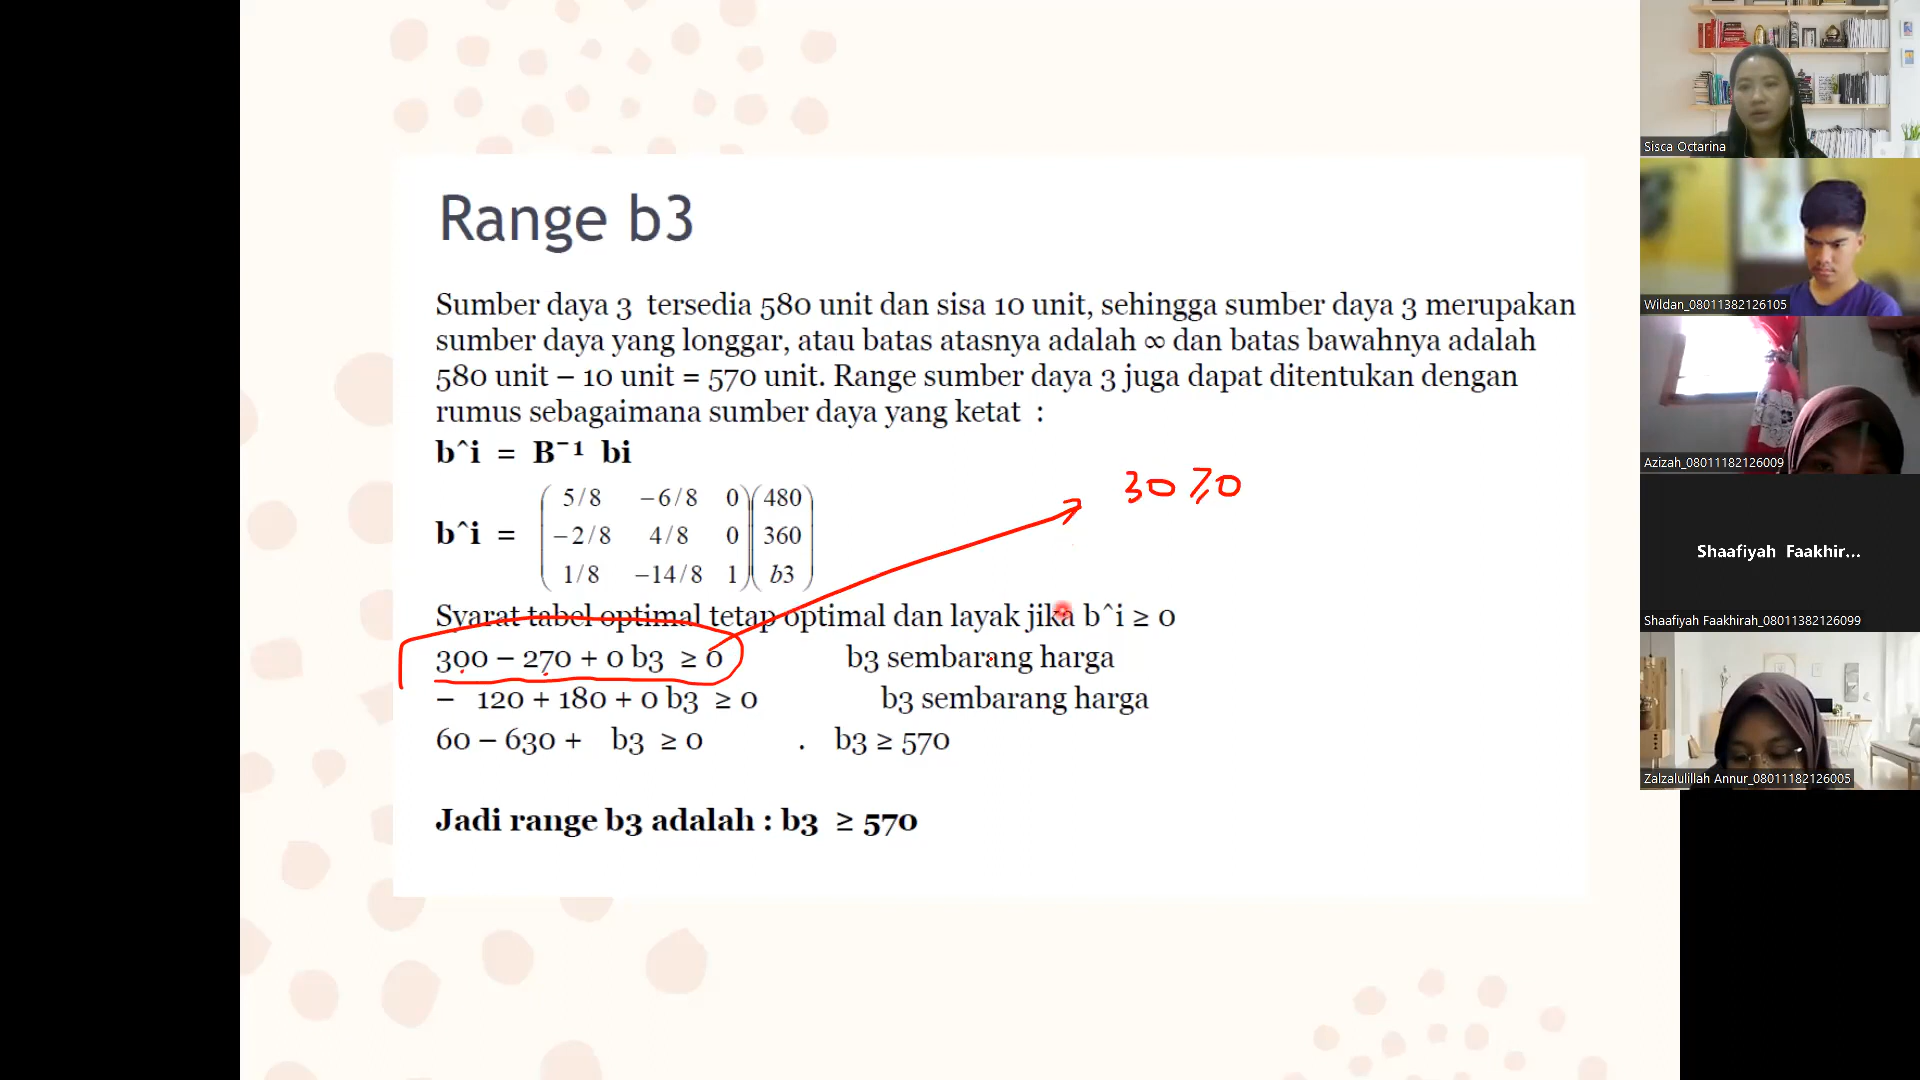 Range b3
Sumber daya 3 tersedia 580 unit dan sisa 10 unit, sehingga sumber daya 3 merupakan
sumber daya yang longgar, atau batas atasnya adalah ∞ dan batas bawahnya adalah
580 unit – 10 unit = 570 unit. Range sumber daya 3 juga dapat ditentukan dengan
rumus sebagaimana sumber daya yang ketat :
b^i = B⁻¹ bi
30 ≥ 0
5/8 −6/8 0 480
b^i = −2/8 4/8 0 360
1/8 −14/8 1 b3
Syarat tabel optimal tetap optimal dan layak jika b^i ≥ 0
300 – 270 + 0 b3 ≥ 0 b3 sembarang harga
– 120 + 180 + 0 b3 ≥ 0 b3 sembarang harga
60 – 630 + b3 ≥ 0 . b3 ≥ 570
Jadi range b3 adalah : b3 ≥ 570
Sisca Octarina
Wildan_08011382126105
Azizah_08011182126009
Shaafiyah Faakhir...
Shaafiyah Faakhirah_08011382126099
Zalzalulillah Annur_08011182126005